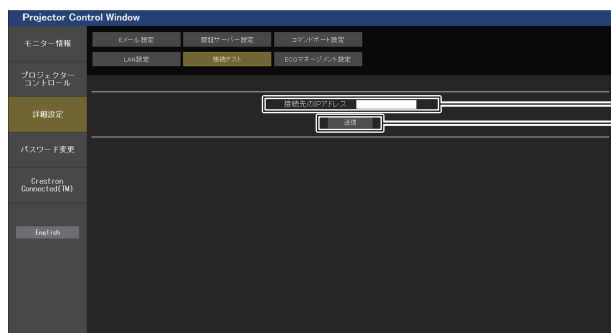 Projector Control Window
モニター情報
プロジェクター
コントロール
詳細設定
パスワード変更
Crestron
Connected(TM)
English
Eメール設定
認証サーバー設定
コマンドポート設定
LAN設定
接続テスト
ECOマネージメント設定
接続先のIPアドレス
送信